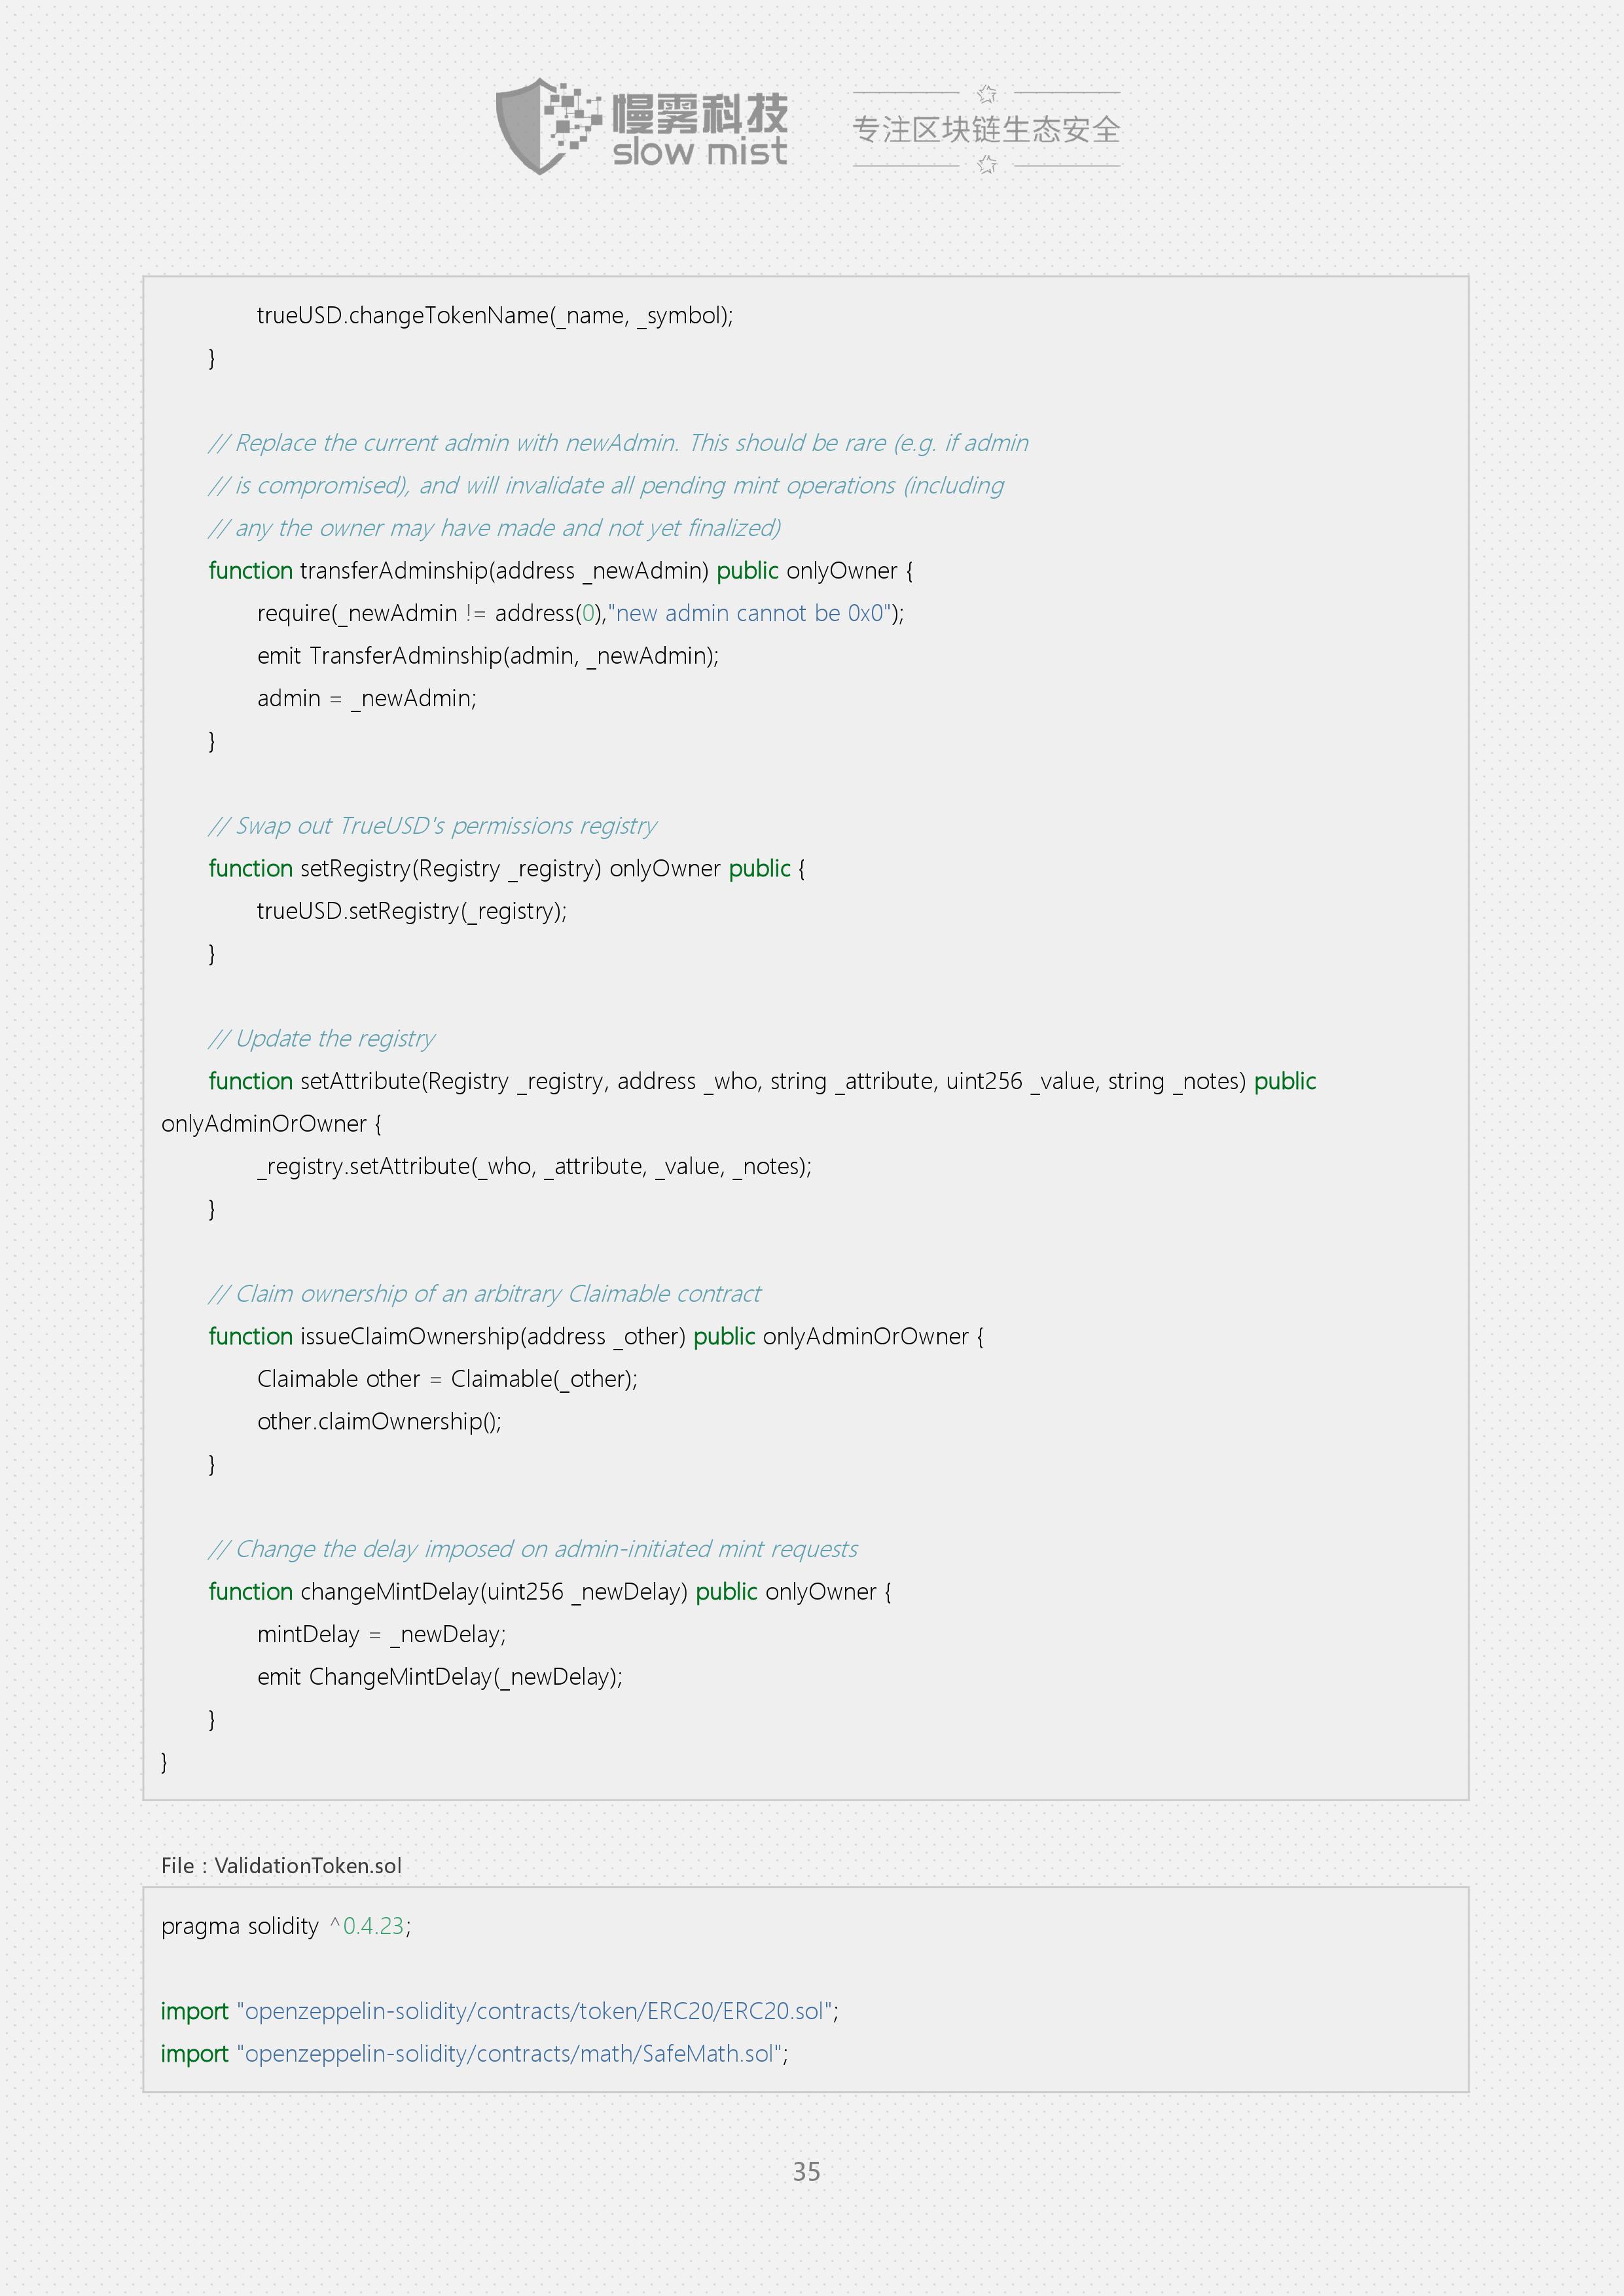 慢雾科技
slow mist
专注区块链生态安全
trueUSD.changeTokenName(_name, _symbol);
}
// Replace the current admin with newAdmin. This should be rare (e.g. if admin
// is compromised), and will invalidate all pending mint operations (including
// any the owner may have made and not yet finalized)
function transferAdminship(address _newAdmin) public onlyOwner {
require(_newAdmin != address(0),"new admin cannot be 0x0");
emit TransferAdminship(admin, _newAdmin);
admin = _newAdmin;
}
// Swap out TrueUSD's permissions registry
function setRegistry(Registry _registry) onlyOwner public {
trueUSD.setRegistry(_registry);
}
// Update the registry
function setAttribute(Registry _registry, address _who, string _attribute, uint256 _value, string _notes) public
onlyAdminOrOwner {
_registry.setAttribute(_who, _attribute, _value, _notes);
}
// Claim ownership of an arbitrary Claimable contract
function issueClaimOwnership(address _other) public onlyAdminOrOwner {
Claimable other = Claimable(_other);
other.claimOwnership();
}
// Change the delay imposed on admin-initiated mint requests
function changeMintDelay(uint256 _newDelay) public onlyOwner {
mintDelay = _newDelay;
emit ChangeMintDelay(_newDelay);
}
}
File : ValidationToken.sol
pragma solidity ^0.4.23;
import "openzeppelin-solidity/contracts/token/ERC20/ERC20.sol";
import "openzeppelin-solidity/contracts/math/SafeMath.sol";
35